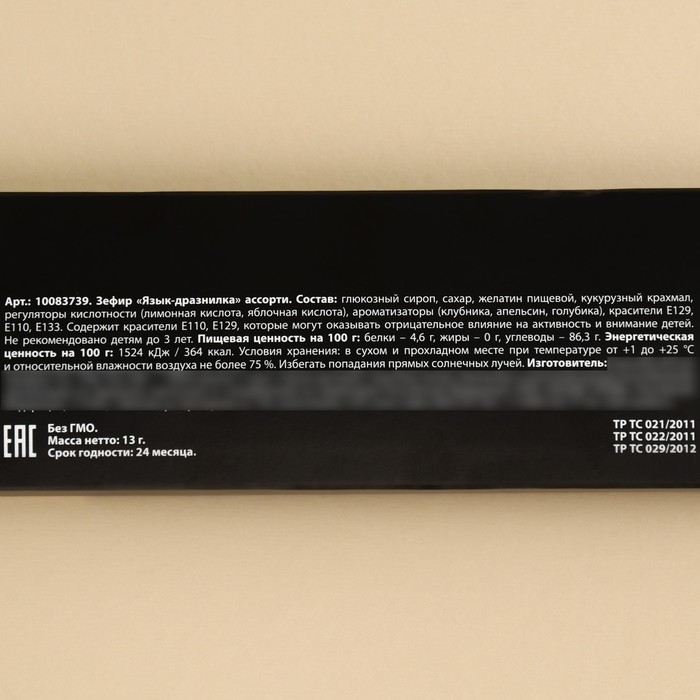 Арт.: 10083739. Зефир «Язык-дразнилка» ассорти. Состав: глюкозный сироп, сахар, желатин пищевой, кукурузный крахмал,
регуляторы кислотности (лимонная кислота, яблочная кислота), ароматизаторы (клубника, апельсин, голубика), красители Е129,
Е110, Е133. Содержит красители Е110, Е129, которые могут оказывать отрицательное влияние на активность и внимание детей.
Не рекомендовано детям до 3 лет. Пищевая ценность на 100 г: белки – 4,6 г, жиры – 0 г, углеводы – 86,3 г. Энергетическая
ценность на 100 г: 1524 кДж / 364 ккал. Условия хранения: в сухом и прохладном месте при температуре от +1 до +25 °С
и относительной влажности воздуха не более 75 %. Избегать попадания прямых солнечных лучей. Изготовитель:
EAC
Без ГМО.
Масса нетто: 13 г.
Срок годности: 24 месяца.
ТР ТС 021/2011
ТР ТС 022/2011
ТР ТС 029/2012